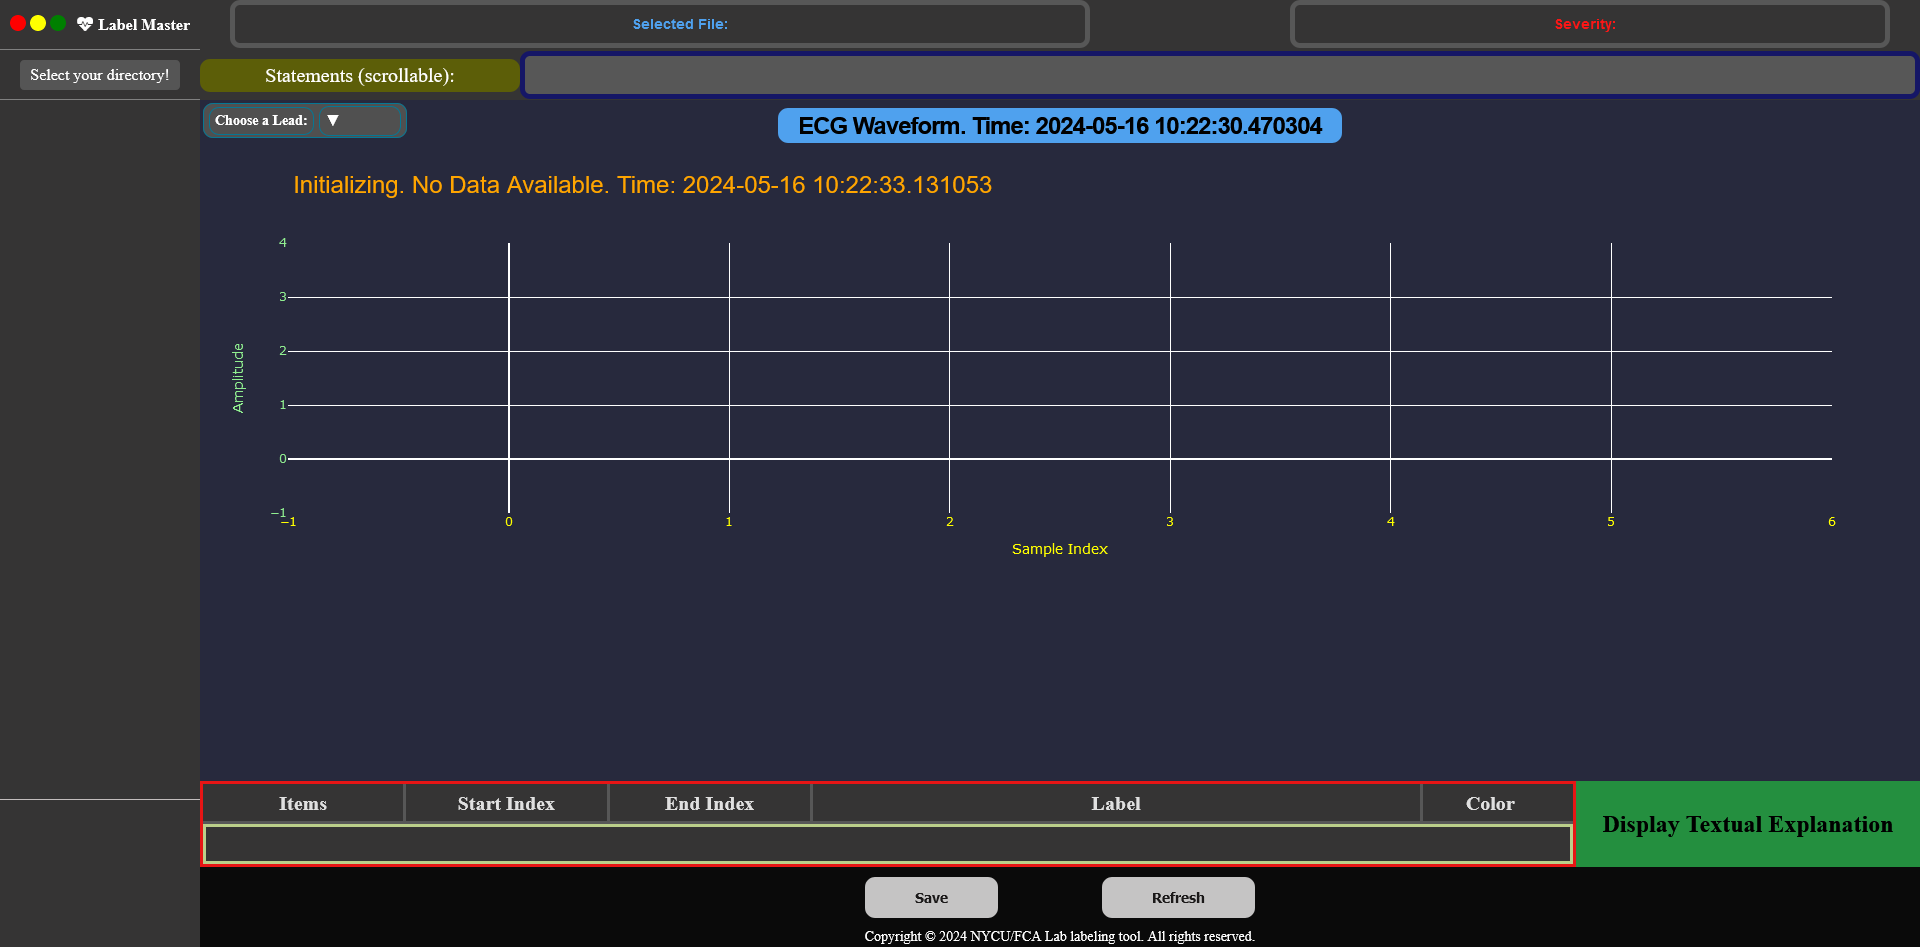 Label Master
Selected File:
Severity:
Select your directory!
Statements (scrollable):
Choose a Lead: ▼
ECG Waveform. Time: 2024-05-16 10:22:30.470304
Initializing. No Data Available. Time: 2024-05-16 10:22:33.131053
4
3
2
1
0
−1
Amplitude
−1 0 1 2 3 4 5 6
Sample Index
Items Start Index End Index Label Color
Display Textual Explanation
Save Refresh
Copyright © 2024 NYCU/FCA Lab labeling tool. All rights reserved.